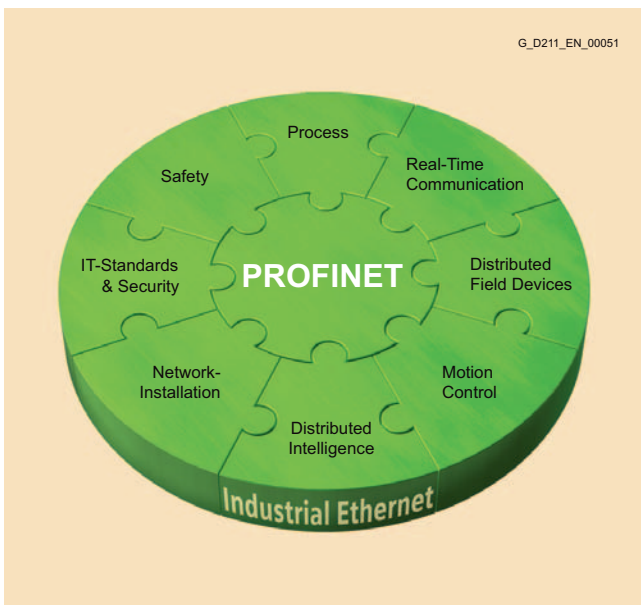 G_D211_EN_00051
Process
Real-Time
Communication
Safety
IT-Standards
& Security
PROFINET
Distributed
Field Devices
Network-
Installation
Motion
Control
Distributed
Intelligence
Industrial Ethernet